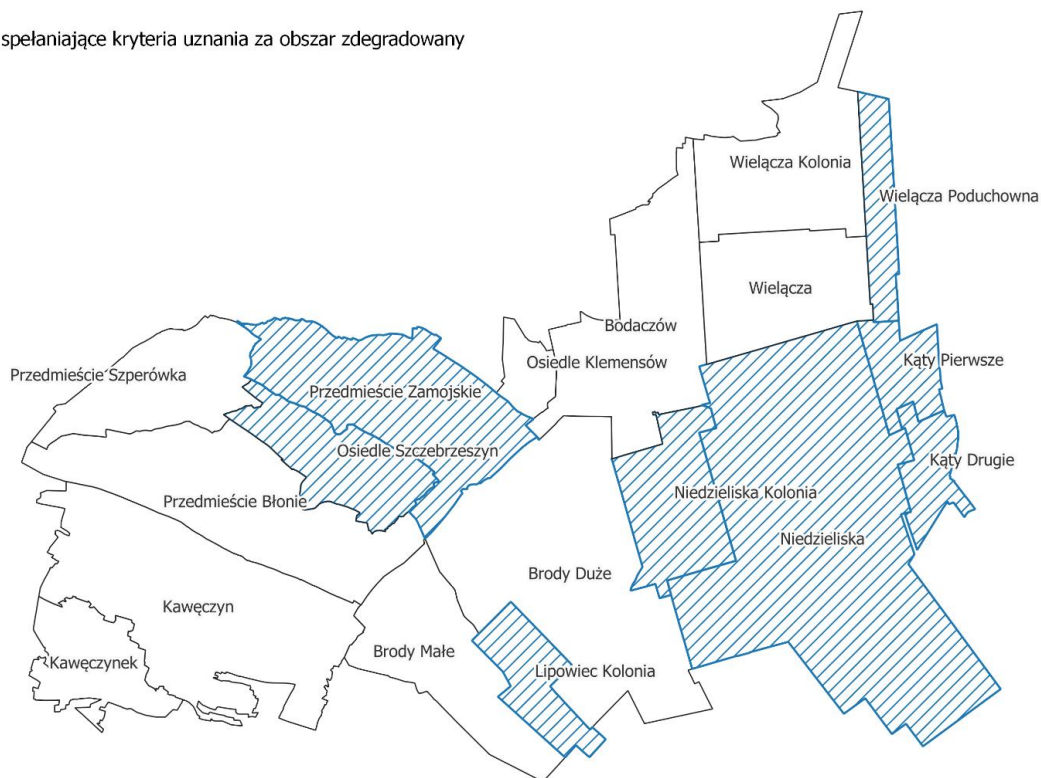 spełaniające kryteria uznania za obszar zdegradowany
Wielącza Kolonia
Wielącza Poduchowna
Wielącza
Bodaczów
Osiedle Klemensów
Kąty Pierwsze
Przedmieście Szperówka
Przedmieście Zamojskie
Osiedle Szczebrzeszyn
Kąty Drugie
Niedzieliska Kolonia
Przedmieście Błonie
Niedzieliska
Brody Duże
Kawęczyn
Brody Małe
Kawęczynek
Lipowiec Kolonia